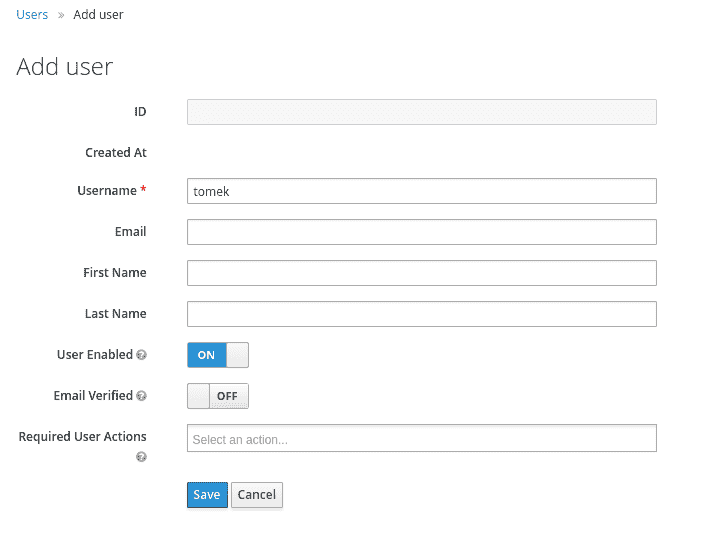 Users » Add user
Add user
ID
Created At
Username * tomek
Email
First Name
Last Name
User Enabled ON
Email Verified OFF
Required User Actions Select an action...
Save Cancel